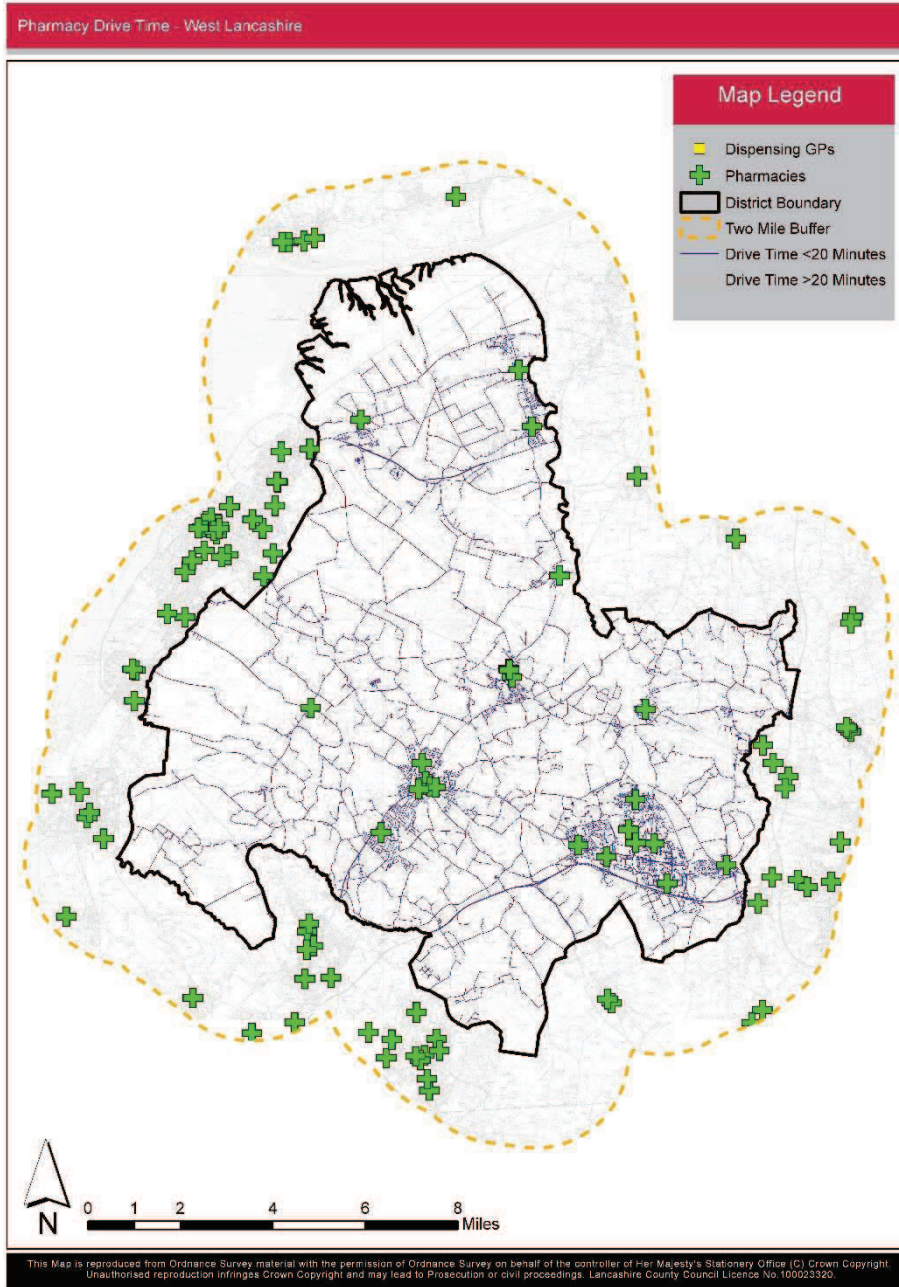 Pharmacy Drive Time - West Lancashire
Map Legend
Dispensing GPs
Pharmacies
District Boundary
Two Mile Buffer
Drive Time <20 Minutes
Drive Time >20 Minutes
N
0 1 2 4 6 8
Miles
This Map is reproduced from Ordnance Survey material with the permission of Ordnance Survey on behalf of the controller of Her Majesty's Stationery Office (C) Crown Copyright.
Unauthorised reproduction infringes Crown Copyright and may lead to Prosecution or civil proceedings. Lancashire County Council Licence No.100023320.